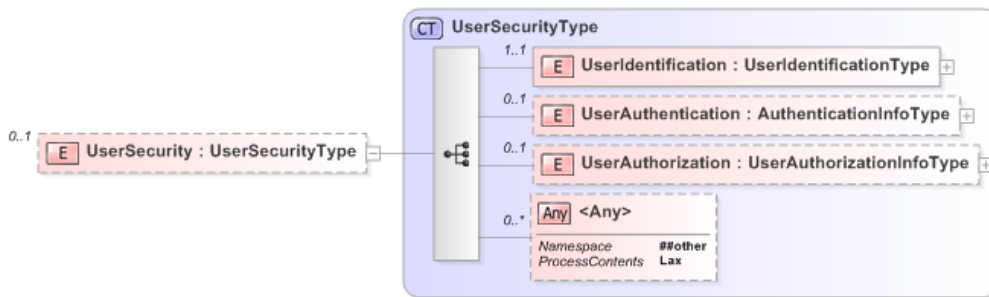 CT UserSecurityType
1..1
E UserIdentification : UserIdentificationType
0..1
E UserAuthentication : AuthenticationInfoType
0..1
E UserSecurity : UserSecurityType
0..1
E UserAuthorization : UserAuthorizationInfoType
0..*
Any <Any>
Namespace ##other
ProcessContents Lax